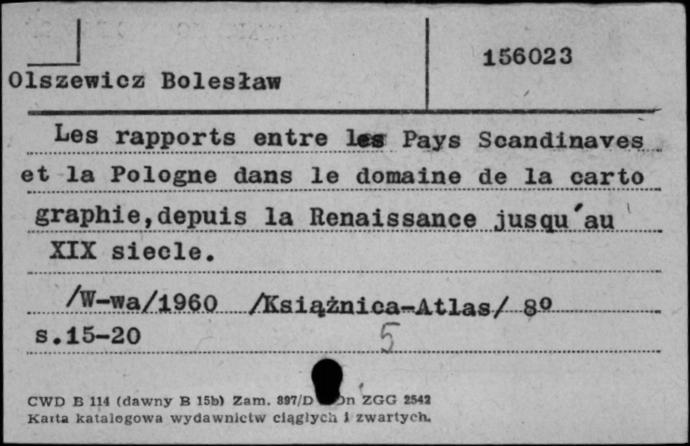 156023
Olszewicz Bolesław
Les rapports entre les Pays Scandinaves
et la Pologne dans le domaine de la carto
graphie,depuis la Renaissance jusqu'au
XIX siecle.
/W-wa/1960 /Książnica-Atlas/ 8º
s.15-20 5
CWD B 114 (dawny B 15b) Zam. 897/D ZGG 2542
Karta katalogowa wydawnictw ciągłych i zwartych.